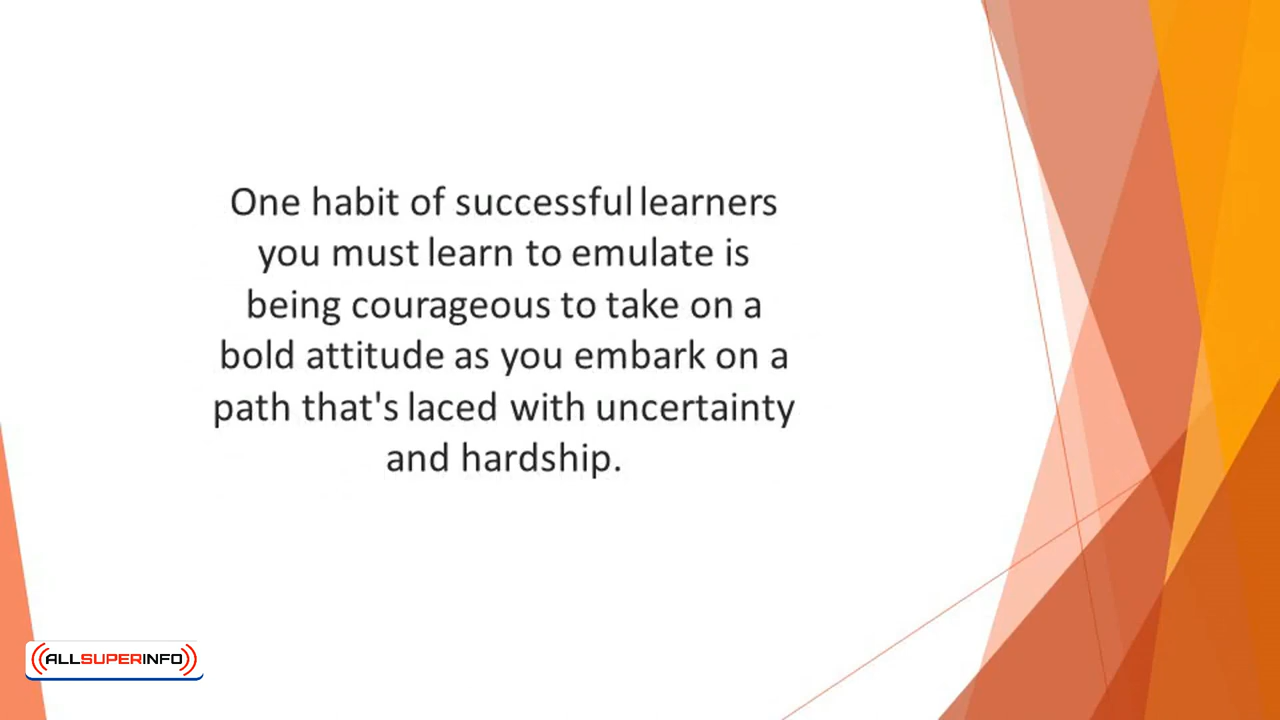 One habit of successful learners
you must learn to emulate is
being courageous to take on a
bold attitude as you embark on a
path that's laced with uncertainty
and hardship.
ALLSUPERINFO